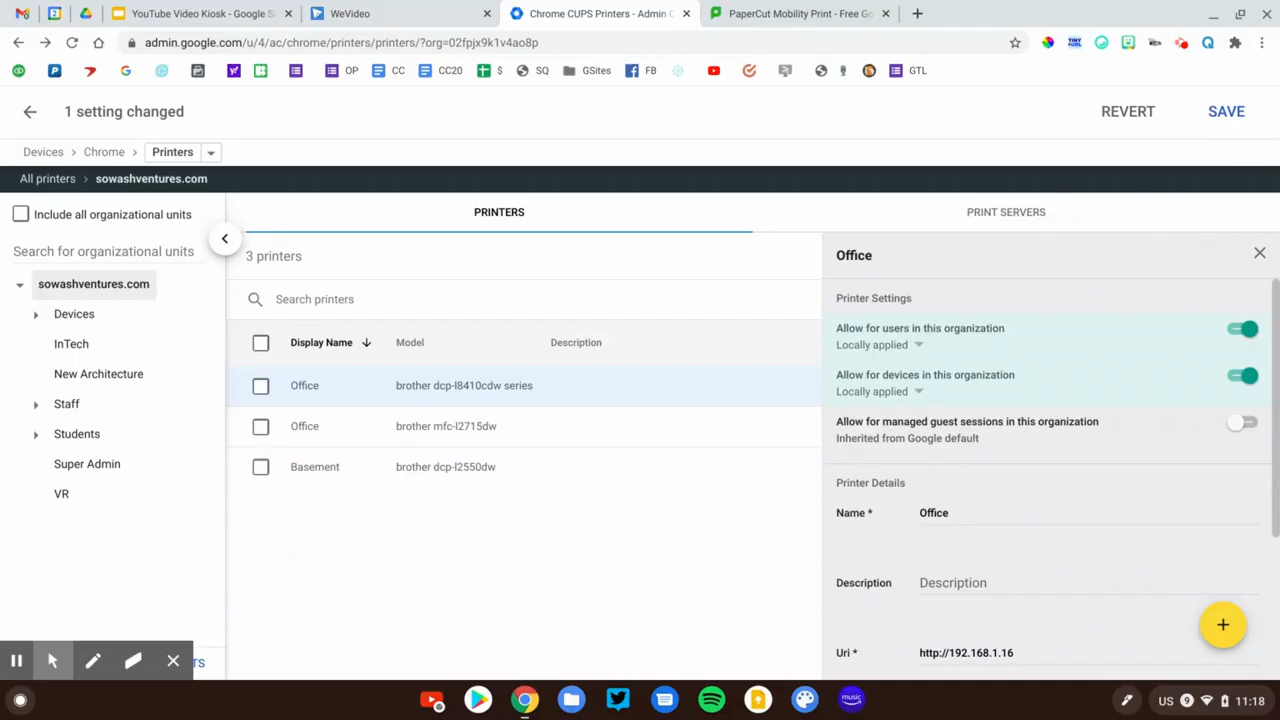 YouTube Video Kiosk - Google S
WeVideo
Chrome CUPS Printers - Admin C
PaperCut Mobility Print - Free Go
admin.google.com/u/4/ac/chrome/printers/printers/?org=02fpjx9k1v4ao8p
OP CC CC20 $ SQ GSites FB GTL
1 setting changed
REVERT SAVE
Devices > Chrome > Printers
All printers > sowashventures.com
Include all organizational units
Search for organizational units
sowashventures.com
Devices
InTech
New Architecture
Staff
Students
Super Admin
VR
TS
PRINTERS PRINT SERVERS
3 printers
Search printers
Display Name Model Description
Office brother dcp-l8410cdw series
Office brother mfc-l2715dw
Basement brother dcp-l2550dw
Office
Printer Settings
Allow for users in this organization
Locally applied
Allow for devices in this organization
Locally applied
Allow for managed guest sessions in this organization
Inherited from Google default
Printer Details
Name * Office
Description Description
Uri * http://192.168.1.16
music
US 9 11:18